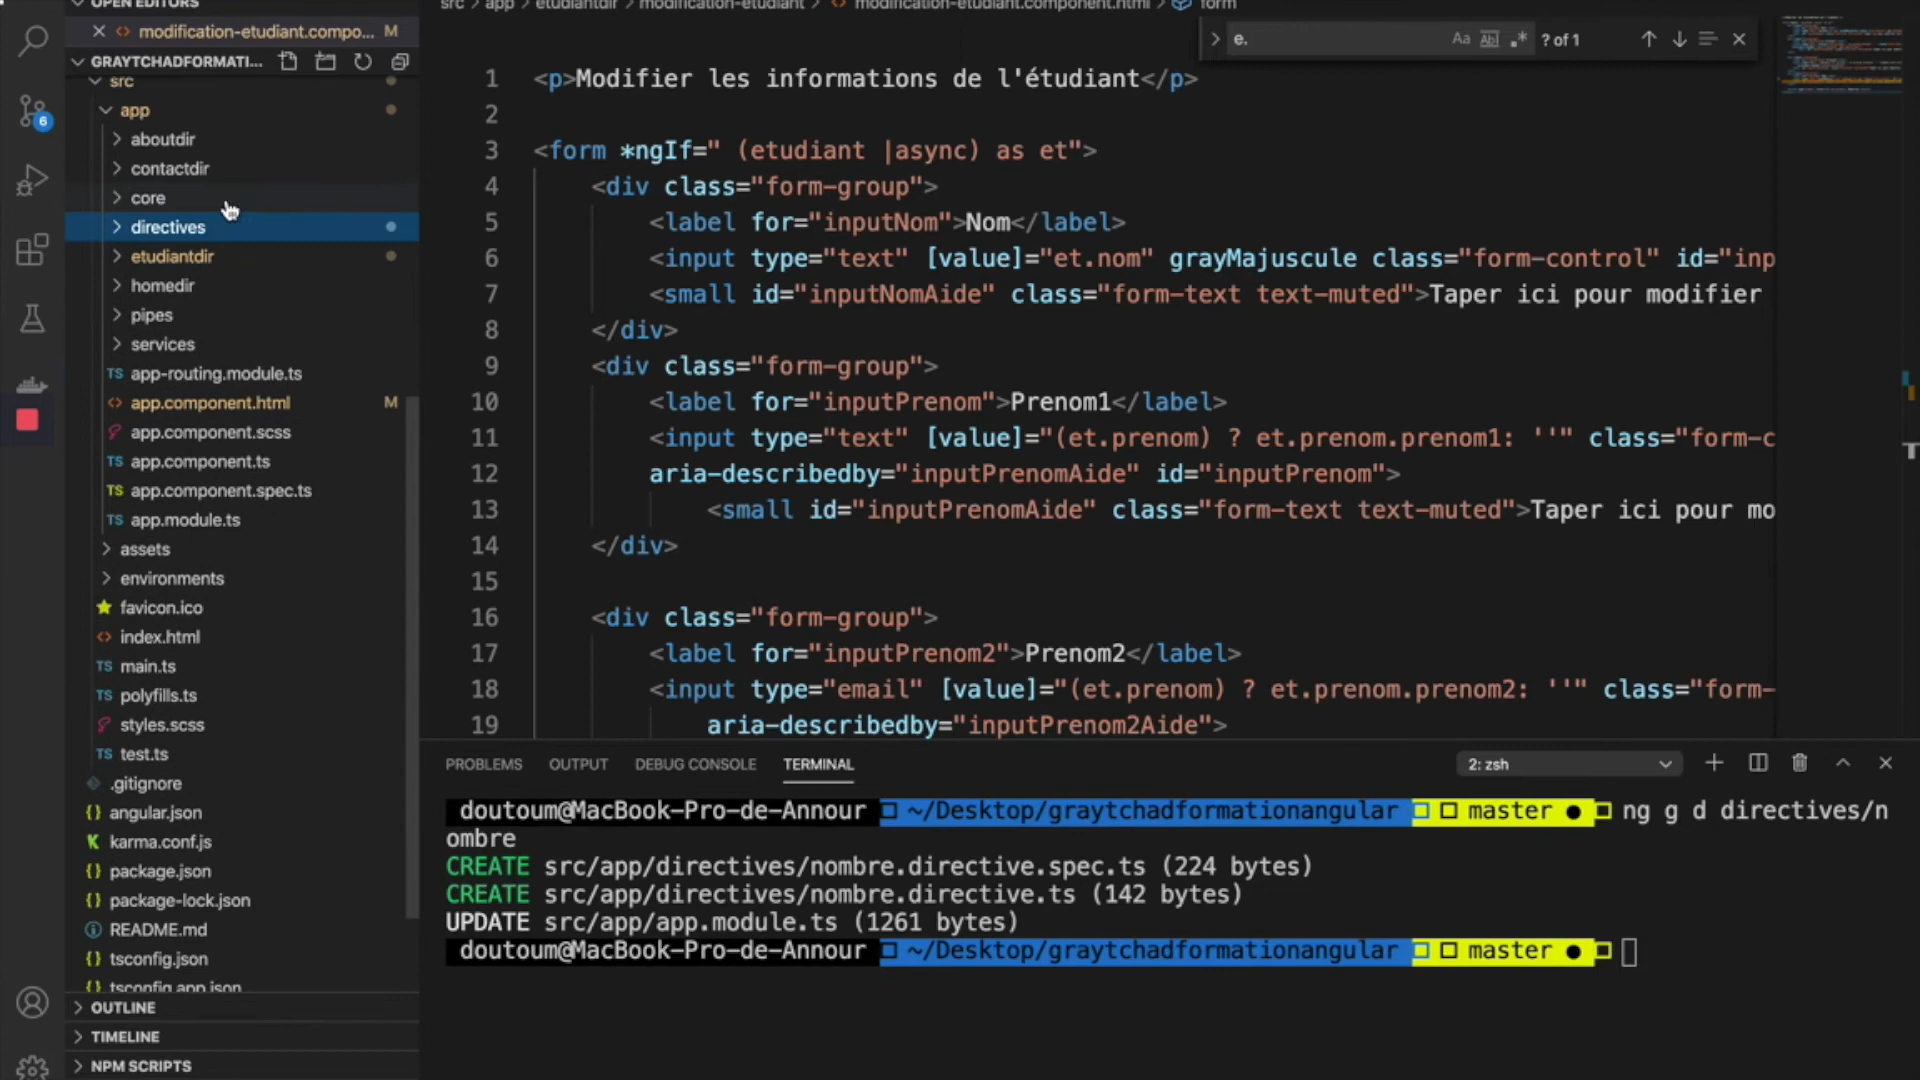 OPEN EDITORS
modification-etudiant.compo... M
GRAYTCHADFORMATI...
src
app
aboutdir
contactdir
core
directives
etudiantdir
homedir
pipes
services
TS app-routing.module.ts
<> app.component.html M
app.component.scss
TS app.component.ts
TS app.component.spec.ts
TS app.module.ts
assets
environments
favicon.ico
<> index.html
TS main.ts
TS polyfills.ts
styles.scss
TS test.ts
.gitignore
{} angular.json
K karma.conf.js
{} package.json
{} package-lock.json
README.md
{} tsconfig.json
{} tsconfig.app.json
OUTLINE
TIMELINE
NPM SCRIPTS
6
src > app > etudiantdir > modification-etudiant > <> modification-etudiant.component.html > form
e. Aa Abl .* ? of 1
1 <p>Modifier les informations de l'étudiant</p>
2
3 <form *ngIf=" (etudiant |async) as et">
4 <div class="form-group">
5 <label for="inputNom">Nom</label>
6 <input type="text" [value]="et.nom" grayMajuscule class="form-control" id="inp
7 <small id="inputNomAide" class="form-text text-muted">Taper ici pour modifier
8 </div>
9 <div class="form-group">
10 <label for="inputPrenom">Prenom1</label>
11 <input type="text" [value]="(et.prenom) ? et.prenom.prenom1: ''" class="form-c
12 aria-describedby="inputPrenomAide" id="inputPrenom">
13 <small id="inputPrenomAide" class="form-text text-muted">Taper ici pour mo
14 </div>
15
16 <div class="form-group">
17 <label for="inputPrenom2">Prenom2</label>
18 <input type="email" [value]="(et.prenom) ? et.prenom.prenom2: ''" class="form-
19 aria-describedby="inputPrenom2Aide">
PROBLEMS OUTPUT DEBUG CONSOLE TERMINAL 2: zsh
doutoum@MacBook-Pro-de-Annour ~/Desktop/graytchadformationangular master ● ng g d directives/n
ombre
CREATE src/app/directives/nombre.directive.spec.ts (224 bytes)
CREATE src/app/directives/nombre.directive.ts (142 bytes)
UPDATE src/app/app.module.ts (1261 bytes)
doutoum@MacBook-Pro-de-Annour ~/Desktop/graytchadformationangular master ●